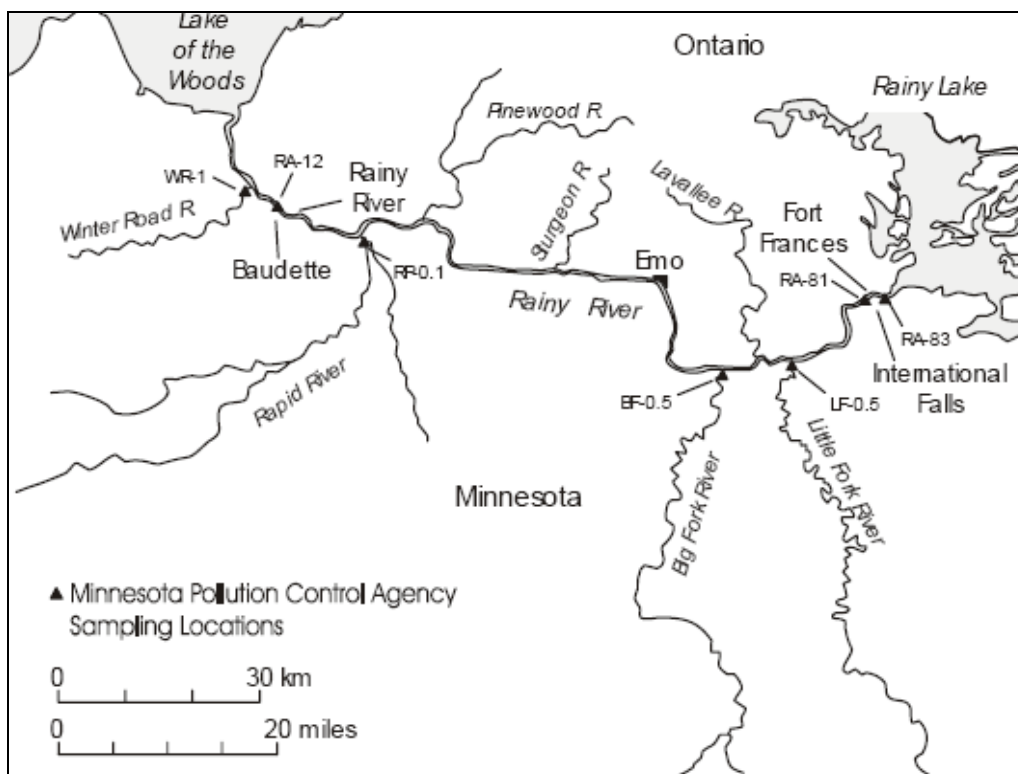 Lake
of the
Woods
Ontario
Rainy Lake
Pinewood R
RA-12
WR-1
Rainy
River
Winter Road R
Sturgeon R
Lavallee R
Fort
Frances
Baudette
RP-0.1
Emo
RA-81
Rainy River
RA-83
International
Falls
Rapid River
BF-0.5
LF-0.5
Minnesota
Big Fork River
Little Fork River
▲ Minnesota Pollution Control Agency
Sampling Locations
0 30 km
0 20 miles